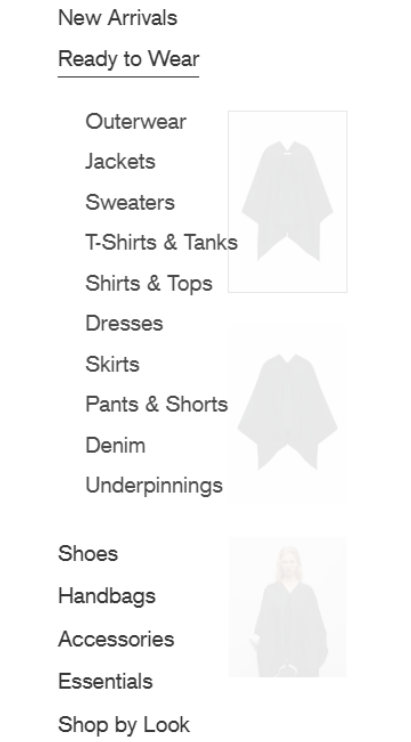 New Arrivals
Ready to Wear
Outerwear
Jackets
Sweaters
T-Shirts & Tanks
Shirts & Tops
Dresses
Skirts
Pants & Shorts
Denim
Underpinnings
Shoes
Handbags
Accessories
Essentials
Shop by Look